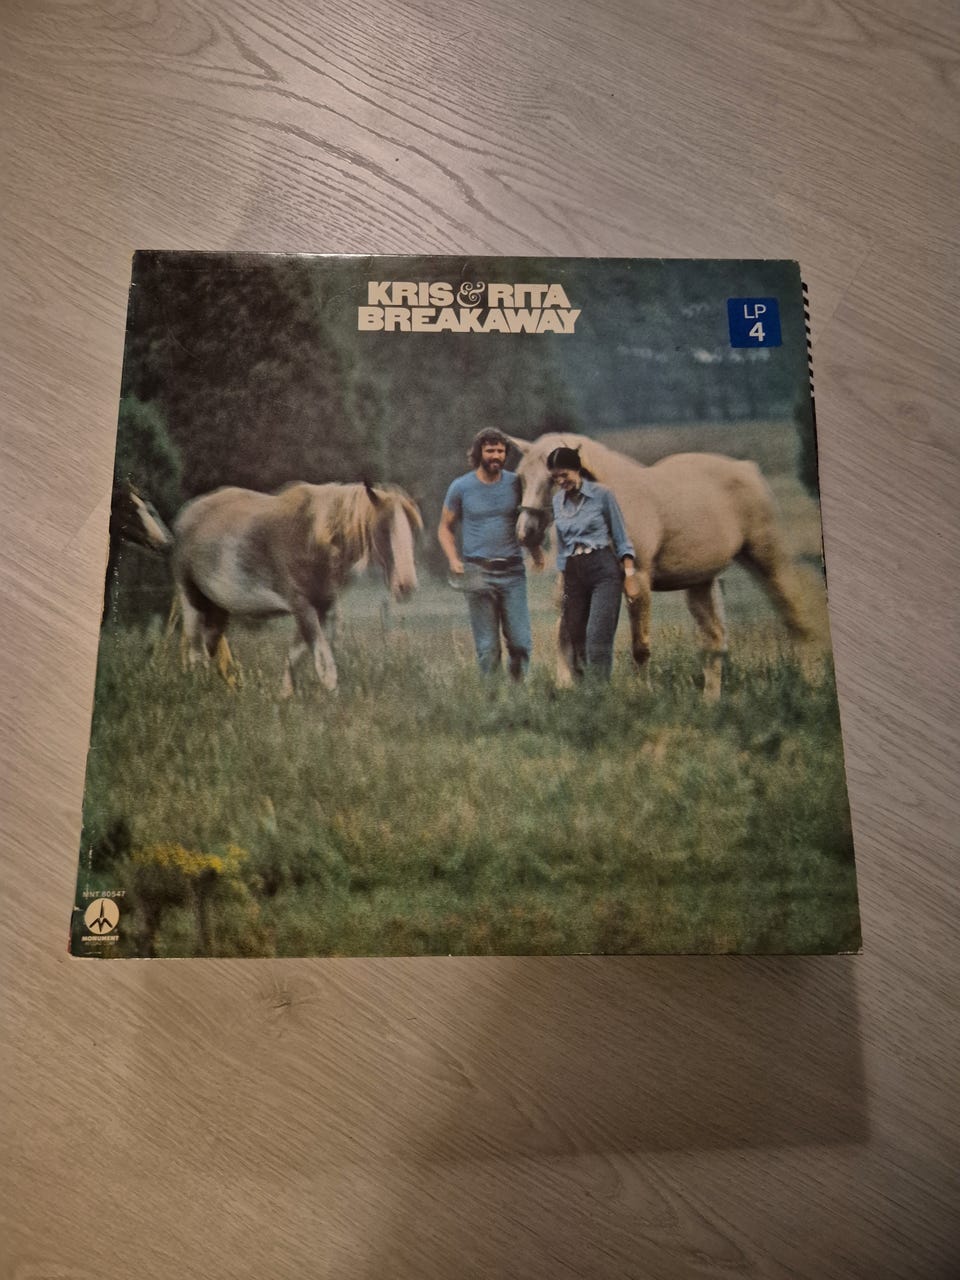 KRIS & RITA
BREAKAWAY
LP
4
MNT 80547
MONUMENT